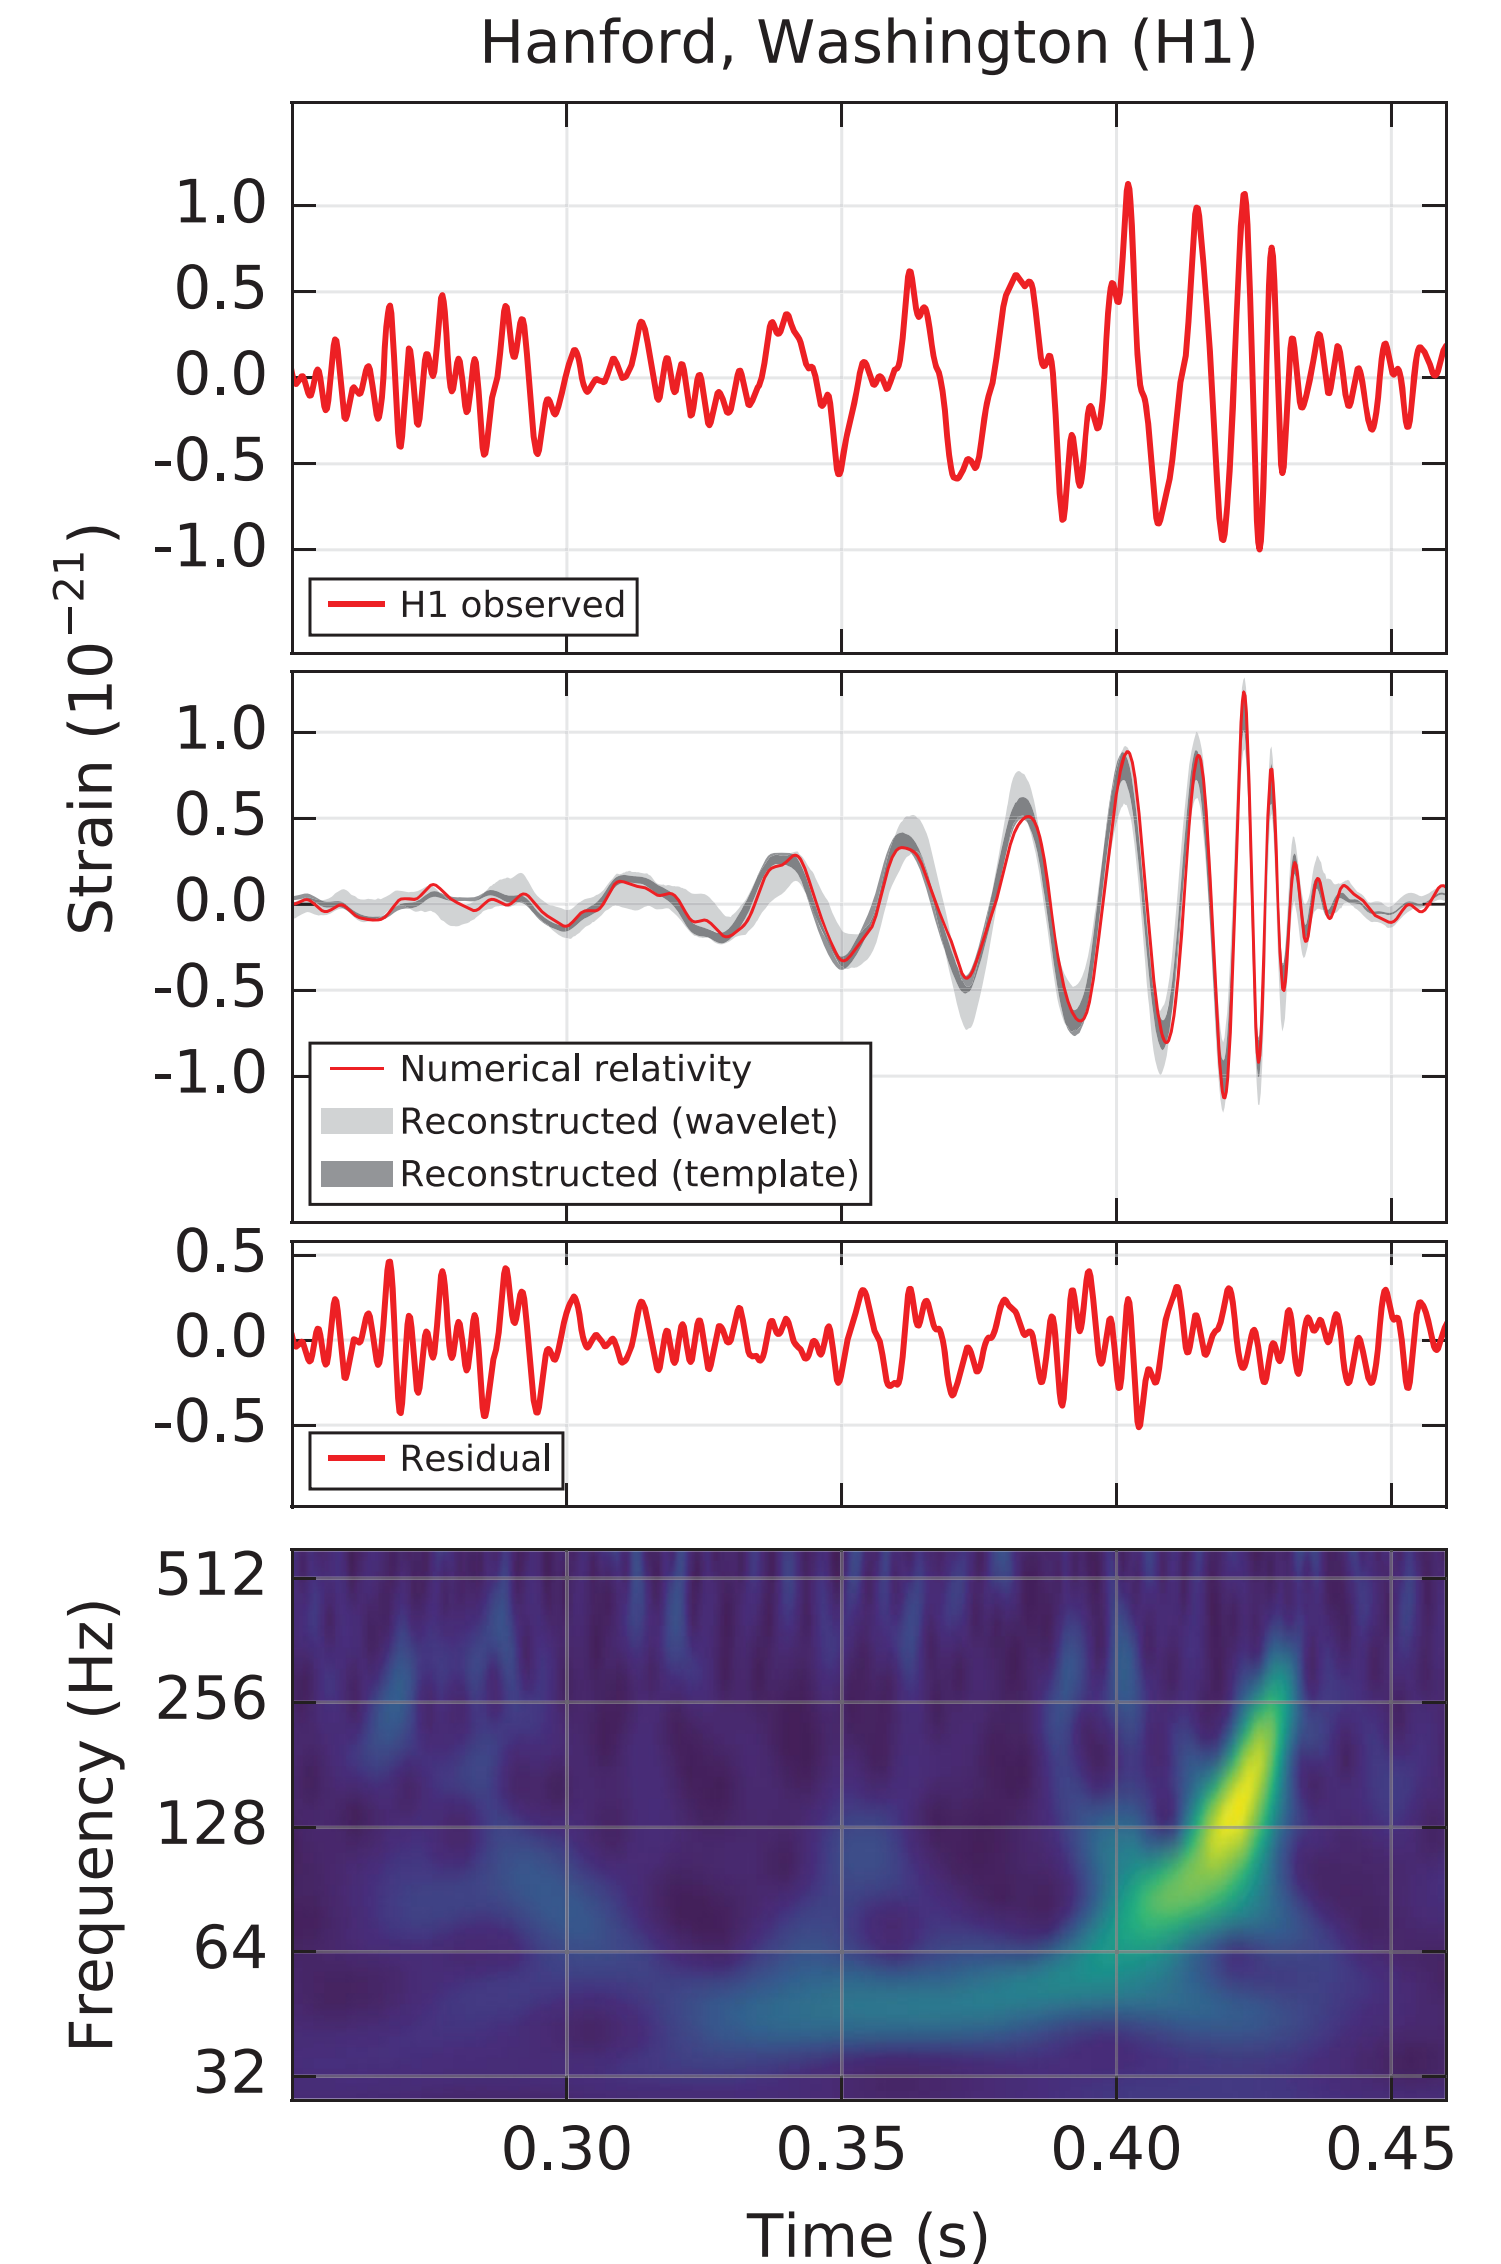 Hanford, Washington (H1)
1.0
0.5
0.0
-0.5
-1.0
H1 observed
Strain (10⁻²¹)
1.0
0.5
0.0
-0.5
-1.0
Numerical relativity
Reconstructed (wavelet)
Reconstructed (template)
0.5
0.0
-0.5
Residual
Frequency (Hz)
512
256
128
64
32
0.30 0.35 0.40 0.45
Time (s)